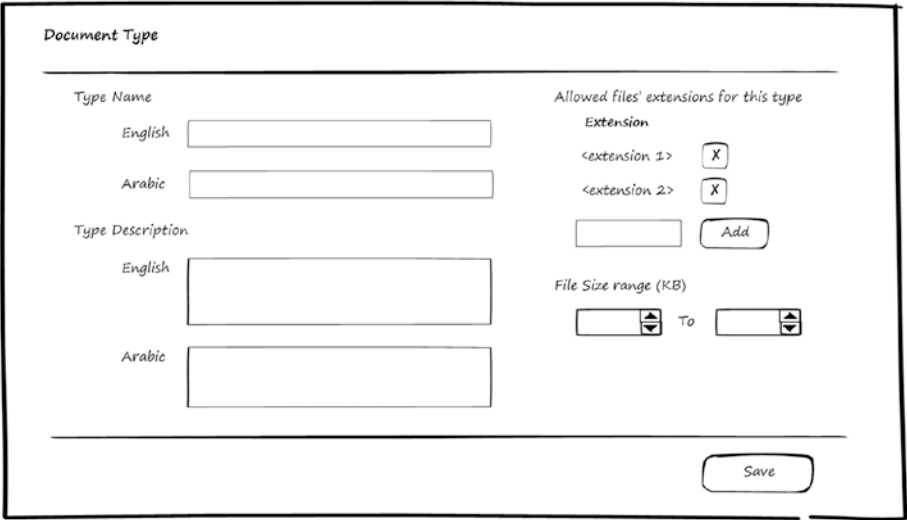 Document Type
Type Name
English
Arabic
Type Description
English
Arabic
Allowed files' extensions for this type
Extension
<extension 1> X
<extension 2> X
Add
File Size range (KB)
To
Save